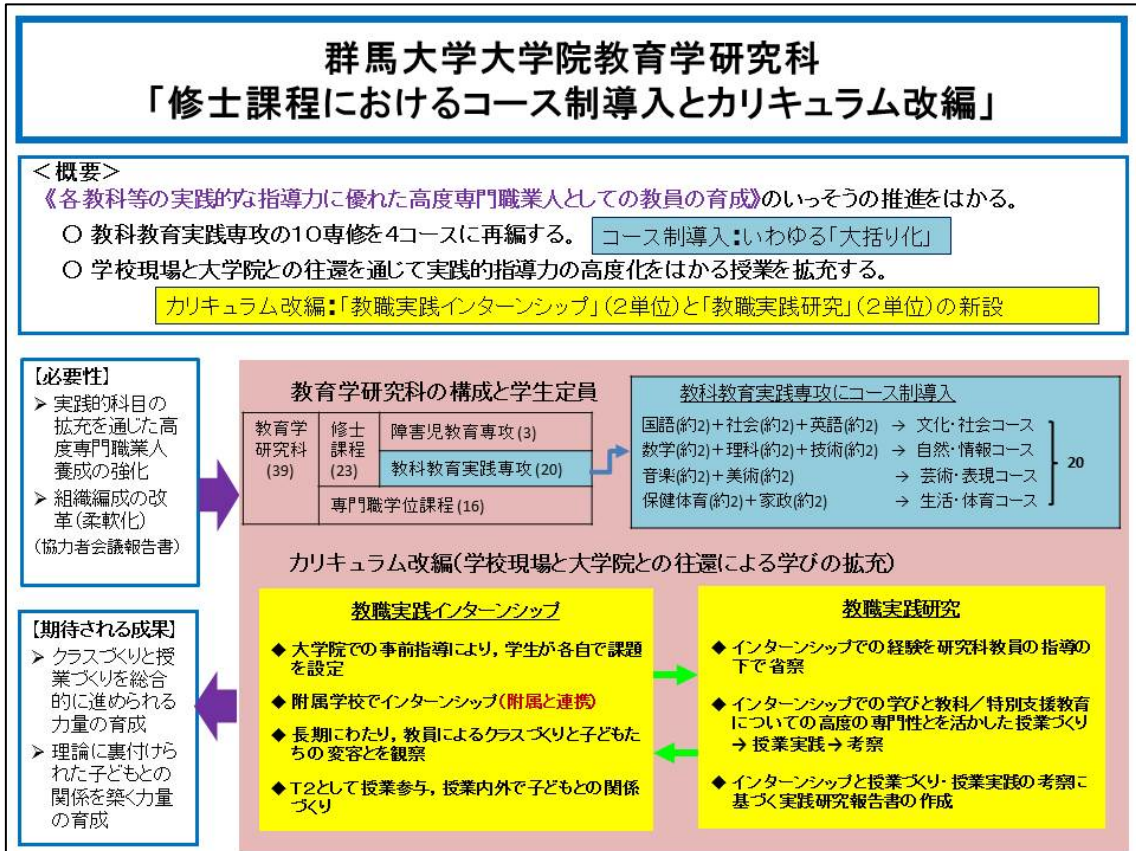 群馬大学大学院教育学研究科
「修士課程におけるコース制導入とカリキュラム改編」
＜概要＞
《各教科等の実践的な指導力に優れた高度専門職業人としての教員の育成》のいっそうの推進をはかる。
〇 教科教育実践専攻の10専修を4コースに再編する。 コース制導入：いわゆる「大括り化」
〇 学校現場と大学院との往還を通じて実践的指導力の高度化をはかる授業を拡充する。
カリキュラム改編：「教職実践インターンシップ」（２単位）と「教職実践研究」（２単位）の新設
【必要性】
➢ 実践的科目の
拡充を通じた高
度専門職業人
養成の強化
➢ 組織編成の改
革（柔軟化）
（協力者会議報告書）
教育学研究科の構成と学生定員
教育学
研究科
(39)
修士
課程
(23)
障害児教育専攻 (3)
教科教育実践専攻 (20)
専門職学位課程 (16)
教科教育実践専攻にコース制導入
国語(約2)＋社会(約2)＋英語(約2) → 文化・社会コース
数学(約2)＋理科(約2)＋技術(約2) → 自然・情報コース
音楽(約2)＋美術(約2) → 芸術・表現コース
保健体育(約2)＋家政(約2) → 生活・体育コース
20
カリキュラム改編（学校現場と大学院との往還による学びの拡充）
【期待される成果】
➢ クラスづくりと授
業づくりを総合
的に進められる
力量の育成
➢ 理論に裏付けら
れた子どもとの
関係を築く力量
の育成
教職実践インターンシップ
◆ 大学院での事前指導により，学生が各自で課題
を設定
◆ 附属学校でインターンシップ（附属と連携）
◆ 長期にわたり，教員によるクラスづくりと子どもた
ちの変容とを観察
◆ T２として授業参与，授業内外で子どもとの関係
づくり
教職実践研究
◆ インターンシップでの経験を研究科教員の指導の
下で省察
◆ インターンシップでの学びと教科／特別支援教育
についての高度の専門性とを活かした授業づくり
→ 授業実践 → 考察
◆ インターンシップと授業づくり・授業実践の考察に
基づく実践研究報告書の作成